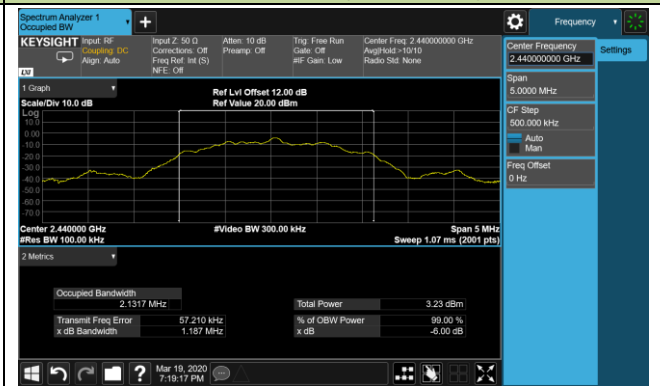 Spectrum Analyzer 1
Occupied BW
+
Frequency
KEYSIGHT
Input: RF
Coupling: DC
Align: Auto
Input Z: 50 Ω
Corrections: Off
Freq Ref: Int (S)
NFE: Off
Atten: 10 dB
Preamp: Off
Trig: Free Run
Gate: Off
#IF Gain: Low
Center Freq: 2.440000000 GHz
Avg|Hold:>10/10
Radio Std: None
LXI
Center Frequency
2.440000000 GHz
Settings
Span
5.0000 MHz
CF Step
500.000 kHz
Auto
Man
Freq Offset
0 Hz
1 Graph
Scale/Div 10.0 dB
Ref Lvl Offset 12.00 dB
Ref Value 20.00 dBm
Log
10.0
0.00
-10.0
-20.0
-30.0
-40.0
-50.0
-60.0
-70.0
Center 2.440000 GHz
#Res BW 100.00 kHz
#Video BW 300.00 kHz
Span 5 MHz
Sweep 1.07 ms (2001 pts)
2 Metrics
Occupied Bandwidth
2.1317 MHz
Total Power 3.23 dBm
Transmit Freq Error 57.210 kHz
% of OBW Power 99.00 %
x dB Bandwidth 1.187 MHz
x dB -6.00 dB
?
Mar 19, 2020
7:19:17 PM